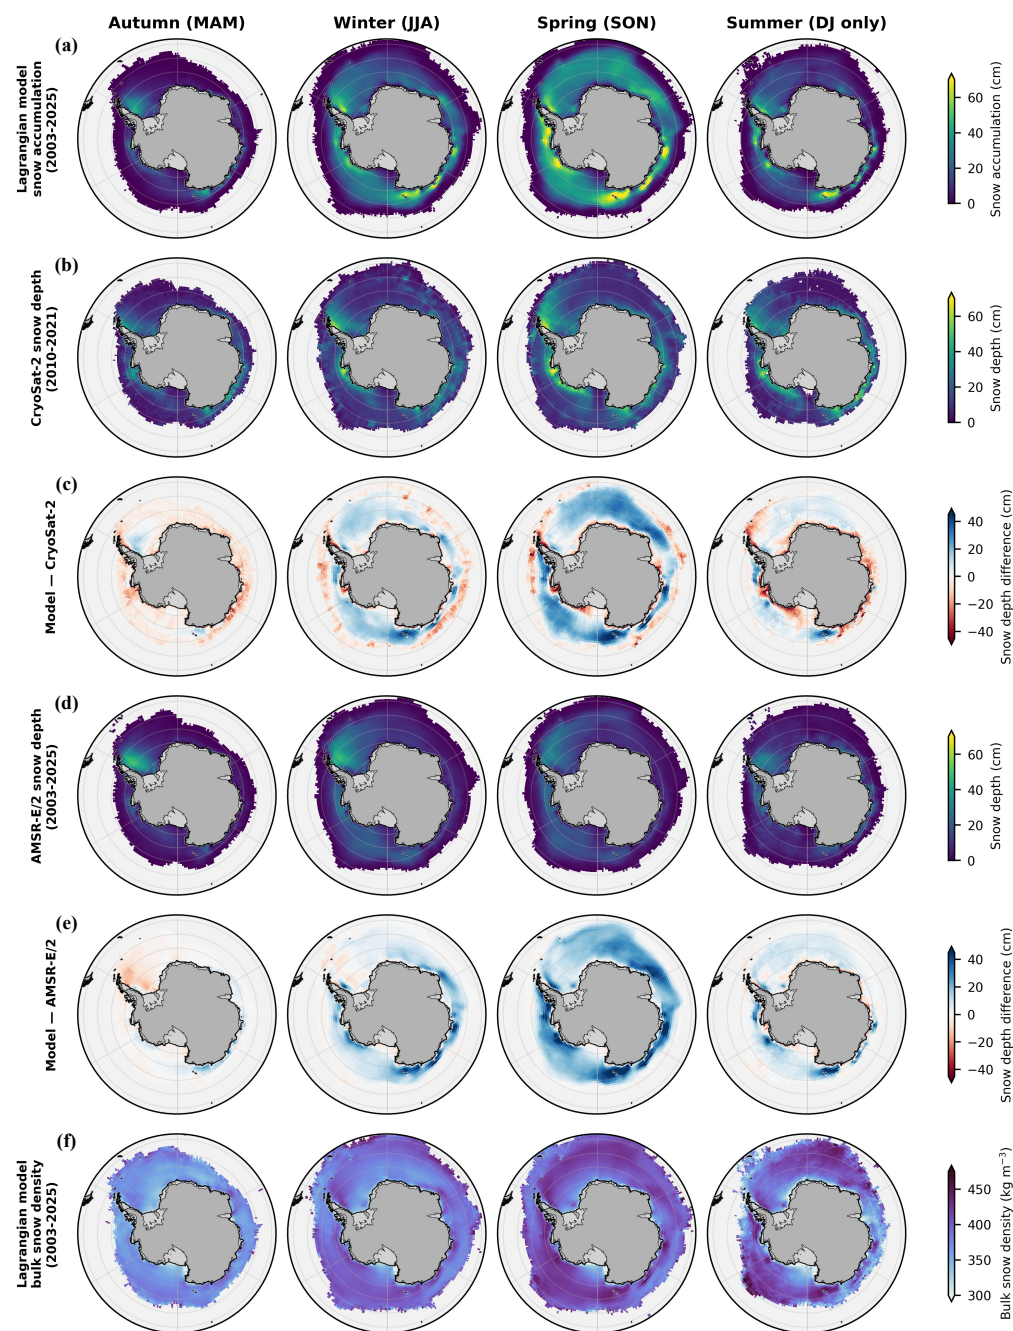 Autumn (MAM) Winter (JJA) Spring (SON) Summer (DJ only)
(a)
Lagrangian model
snow accumulation
(2003-2025)
60
40
20
0
Snow accumulation (cm)
(b)
CryoSat-2 snow depth
(2010-2021)
60
40
20
0
Snow depth (cm)
(c)
Model — CryoSat-2
40
20
0
−20
−40
Snow depth difference (cm)
(d)
AMSR-E/2 snow depth
(2003-2025)
60
40
20
0
Snow depth (cm)
(e)
Model — AMSR-E/2
40
20
0
−20
−40
Snow depth difference (cm)
(f)
Lagrangian model
bulk snow density
(2003-2025)
450
400
350
300
Bulk snow density (kg m⁻³)